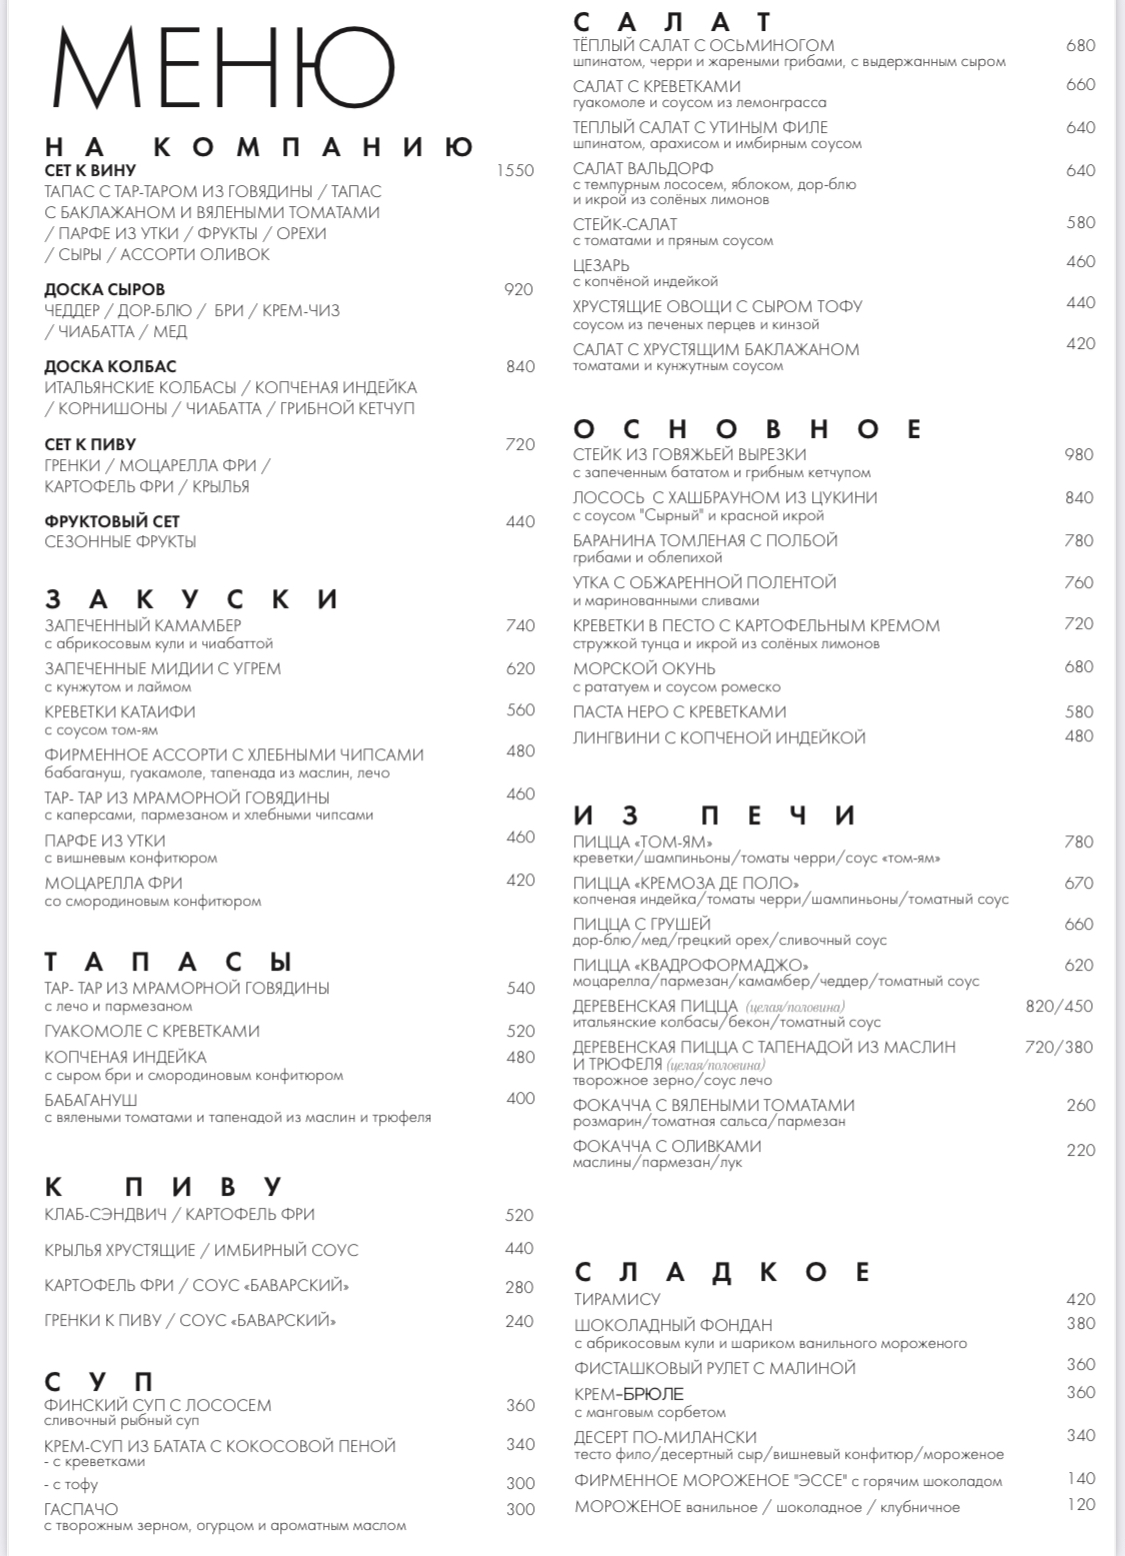 МЕНЮ
НА КОМПАНИЮ
СЕТ К ВИНУ 1550
ТАПАС С ТАР-ТАРОМ ИЗ ГОВЯДИНЫ / ТАПАС
С БАКЛАЖАНОМ И ВЯЛЕНЫМИ ТОМАТАМИ
/ ПАРФЕ ИЗ УТКИ / ФРУКТЫ / ОРЕХИ
/ СЫРЫ / АССОРТИ ОЛИВОК
ДОСКА СЫРОВ 920
ЧЕДДЕР / ДОР-БЛЮ / БРИ / КРЕМ-ЧИЗ
/ ЧИАБАТТА / МЕД
ДОСКА КОЛБАС 840
ИТАЛЬЯНСКИЕ КОЛБАСЫ / КОПЧЕНАЯ ИНДЕЙКА
/ КОРНИШОНЫ / ЧИАБАТТА / ГРИБНОЙ КЕТЧУП
СЕТ К ПИВУ 720
ГРЕНКИ / МОЦАРЕЛЛА ФРИ /
КАРТОФЕЛЬ ФРИ / КРЫЛЬЯ
ФРУКТОВЫЙ СЕТ 440
СЕЗОННЫЕ ФРУКТЫ
ЗАКУСКИ
ЗАПЕЧЕННЫЙ КАМАМБЕР 740
с абрикосовым кули и чиабаттой
ЗАПЕЧЕННЫЕ МИДИИ С УГРЕМ 620
с кунжутом и лаймом
КРЕВЕТКИ КАТАИФИ 560
с соусом том-ям
ФИРМЕННОЕ АССОРТИ С ХЛЕБНЫМИ ЧИПСАМИ 480
бабагануш, гуакамоле, тапенада из маслин, лечо
ТАР- ТАР ИЗ МРАМОРНОЙ ГОВЯДИНЫ 460
с каперсами, пармезаном и хлебными чипсами
ПАРФЕ ИЗ УТКИ 460
с вишневым конфитюром
МОЦАРЕЛЛА ФРИ 420
со смородиновым конфитюром
ТАПАСЫ
ТАР- ТАР ИЗ МРАМОРНОЙ ГОВЯДИНЫ 540
с лечо и пармезаном
ГУАКОМОЛЕ С КРЕВЕТКАМИ 520
КОПЧЕНАЯ ИНДЕЙКА 480
с сыром бри и смородиновым конфитюром
БАБАГАНУШ 400
с вялеными томатами и тапенадой из маслин и трюфеля
К ПИВУ
КЛАБ-СЭНДВИЧ / КАРТОФЕЛЬ ФРИ 520
КРЫЛЬЯ ХРУСТЯЩИЕ / ИМБИРНЫЙ СОУС 440
КАРТОФЕЛЬ ФРИ / СОУС «БАВАРСКИЙ» 280
ГРЕНКИ К ПИВУ / СОУС «БАВАРСКИЙ» 240
СУП
ФИНСКИЙ СУП С ЛОСОСЕМ 360
сливочный рыбный суп
КРЕМ-СУП ИЗ БАТАТА С КОКОСОВОЙ ПЕНОЙ 340
- с креветками
- с тофу 300
ГАСПАЧО 300
с творожным зерном, огурцом и ароматным маслом
САЛАТ
ТЁПЛЫЙ САЛАТ С ОСЬМИНОГОМ 680
шпинатом, черри и жареными грибами, с выдержанным сыром
САЛАТ С КРЕВЕТКАМИ 660
гуакомоле и соусом из лемонграсса
ТЕПЛЫЙ САЛАТ С УТИНЫМ ФИЛЕ 640
шпинатом, арахисом и имбирным соусом
САЛАТ ВАЛЬДОРФ 640
с темпурным лососем, яблоком, дор-блю
и икрой из солёных лимонов
СТЕЙК-САЛАТ 580
с томатами и пряным соусом
ЦЕЗАРЬ 460
с копчёной индейкой
ХРУСТЯЩИЕ ОВОЩИ С СЫРОМ ТОФУ 440
соусом из печеных перцев и кинзой
САЛАТ С ХРУСТЯЩИМ БАКЛАЖАНОМ 420
томатами и кунжутным соусом
ОСНОВНОЕ
СТЕЙК ИЗ ГОВЯЖЬЕЙ ВЫРЕЗКИ 980
с запеченным бататом и грибным кетчупом
ЛОСОСЬ С ХАШБРАУНОМ ИЗ ЦУКИНИ 840
с соусом "Сырный" и красной икрой
БАРАНИНА ТОМЛЕНАЯ С ПОЛБОЙ 780
грибами и облепихой
УТКА С ОБЖАРЕННОЙ ПОЛЕНТОЙ 760
и маринованными сливами
КРЕВЕТКИ В ПЕСТО С КАРТОФЕЛЬНЫМ КРЕМОМ 720
стружкой тунца и икрой из солёных лимонов
МОРСКОЙ ОКУНЬ 680
с рататуем и соусом ромеско
ПАСТА НЕРО С КРЕВЕТКАМИ 580
ЛИНГВИНИ С КОПЧЕНОЙ ИНДЕЙКОЙ 480
ИЗ ПЕЧИ
ПИЦЦА «ТОМ-ЯМ» 780
креветки/шампиньоны/томаты черри/соус «том-ям»
ПИЦЦА «КРЕМОЗА ДЕ ПОЛО» 670
копченая индейка/томаты черри/шампиньоны/томатный соус
ПИЦЦА С ГРУШЕЙ 660
дор-блю/мед/грецкий орех/сливочный соус
ПИЦЦА «КВАДРОФОРМАДЖО» 620
моцарелла/пармезан/камамбер/чеддер/томатный соус
ДЕРЕВЕНСКАЯ ПИЦЦА (целая/половина) 820/450
итальянские колбасы/бекон/томатный соус
ДЕРЕВЕНСКАЯ ПИЦЦА С ТАПЕНАДОЙ ИЗ МАСЛИН 720/380
И ТРЮФЕЛЯ (целая/половина)
творожное зерно/соус лечо
ФОКАЧЧА С ВЯЛЕНЫМИ ТОМАТАМИ 260
розмарин/томатная сальса/пармезан
ФОКАЧЧА С ОЛИВКАМИ 220
маслины/пармезан/лук
СЛАДКОЕ
ТИРАМИСУ 420
ШОКОЛАДНЫЙ ФОНДАН 380
с абрикосовым кули и шариком ванильного мороженого
ФИСТАШКОВЫЙ РУЛЕТ С МАЛИНОЙ 360
КРЕМ-БРЮЛЕ 360
с манговым сорбетом
ДЕСЕРТ ПО-МИЛАНСКИ 340
тесто фило/десертный сыр/вишневый конфитюр/мороженое
ФИРМЕННОЕ МОРОЖЕНОЕ "ЭССЕ" с горячим шоколадом 140
МОРОЖЕНОЕ ванильное / шоколадное / клубничное 120